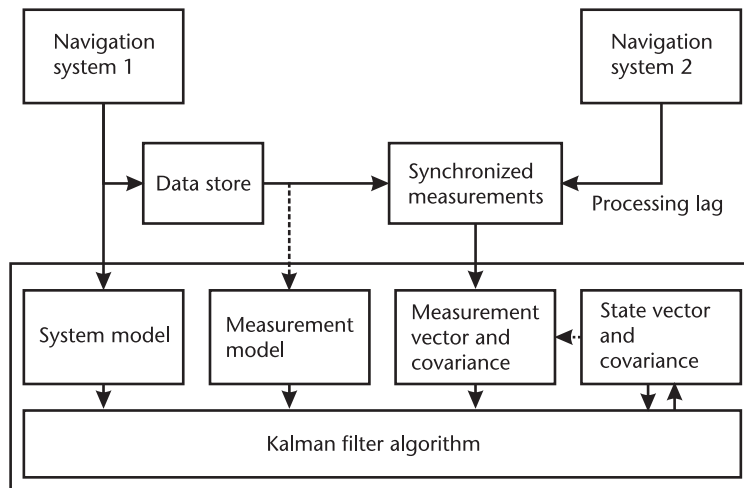 Navigation
system 1
Navigation
system 2
Data store
Synchronized
measurements
Processing lag
System model
Measurement
model
Measurement
vector and
covariance
State vector
and
covariance
Kalman filter algorithm